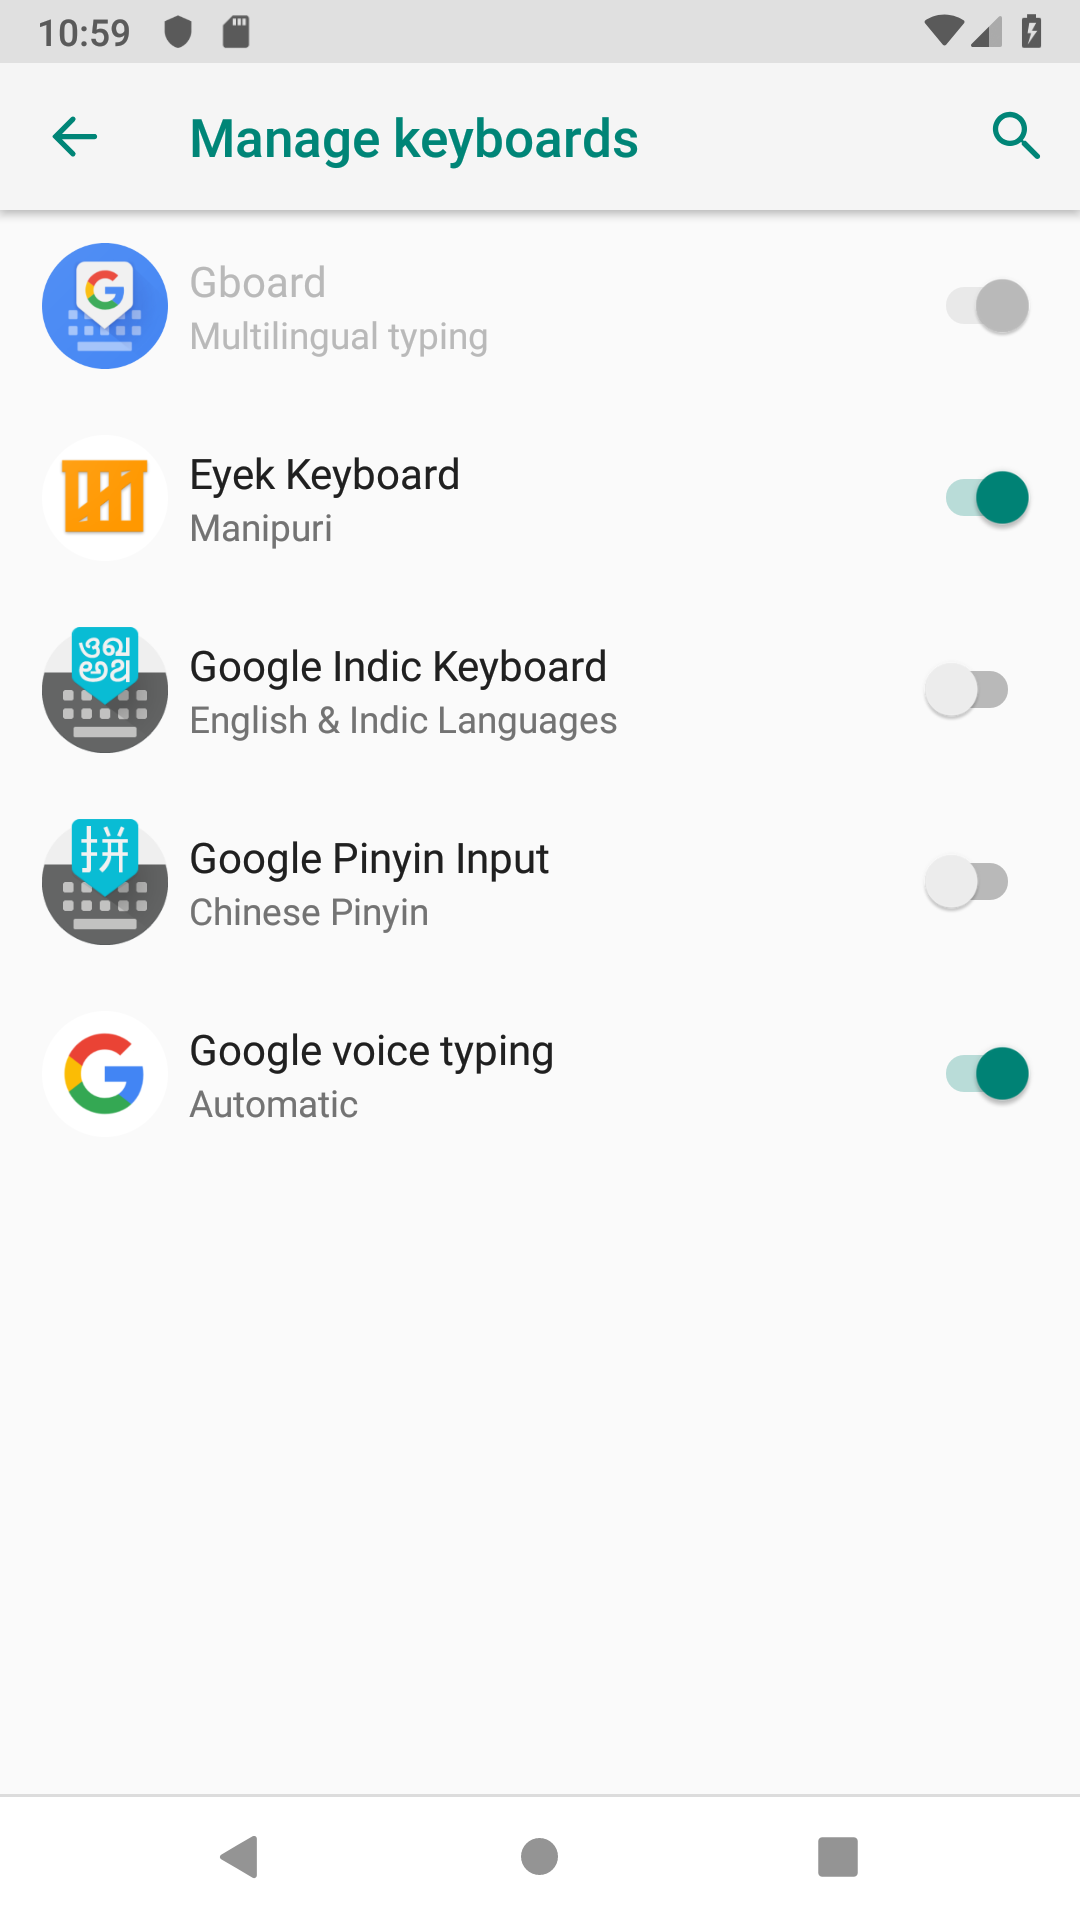 10:59
Manage keyboards
Gboard
Multilingual typing
Eyek Keyboard
Manipuri
Google Indic Keyboard
English & Indic Languages
拼
Google Pinyin Input
Chinese Pinyin
Google voice typing
Automatic